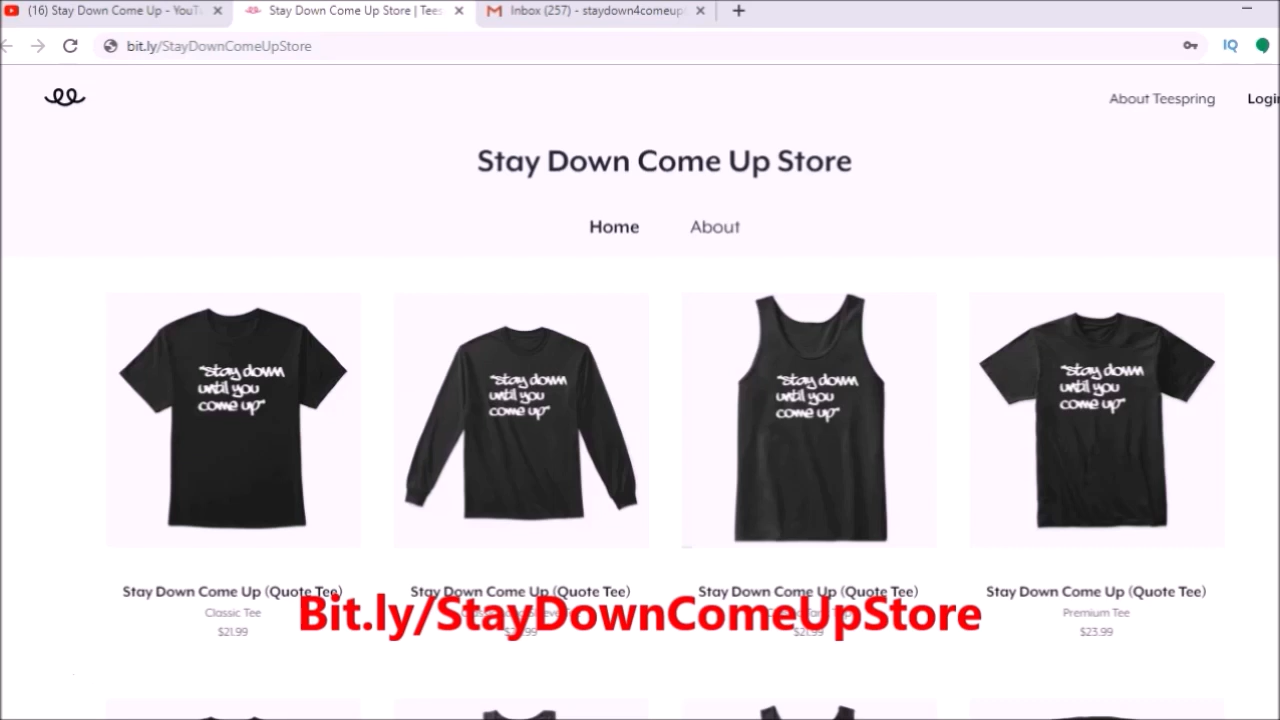 (16) Stay Down Come Up - YouT
Stay Down Come Up Store | Tees
Inbox (257) - staydown4comeup
bit.ly/StayDownComeUpStore
IQ
About Teespring
Login
Stay Down Come Up Store
Home
About
"stay down
until you
come up"
"stay down
until you
come up"
"stay down
until you
come up"
"stay down
until you
come up"
Stay Down Come Up (Quote Tee)
Classic Tee
$21.99
Stay Down Come Up (Quote Tee)
Stay Down Come Up (Quote Tee)
$21.99
Stay Down Come Up (Quote Tee)
Premium Tee
$23.99
Bit.ly/StayDownComeUpStore